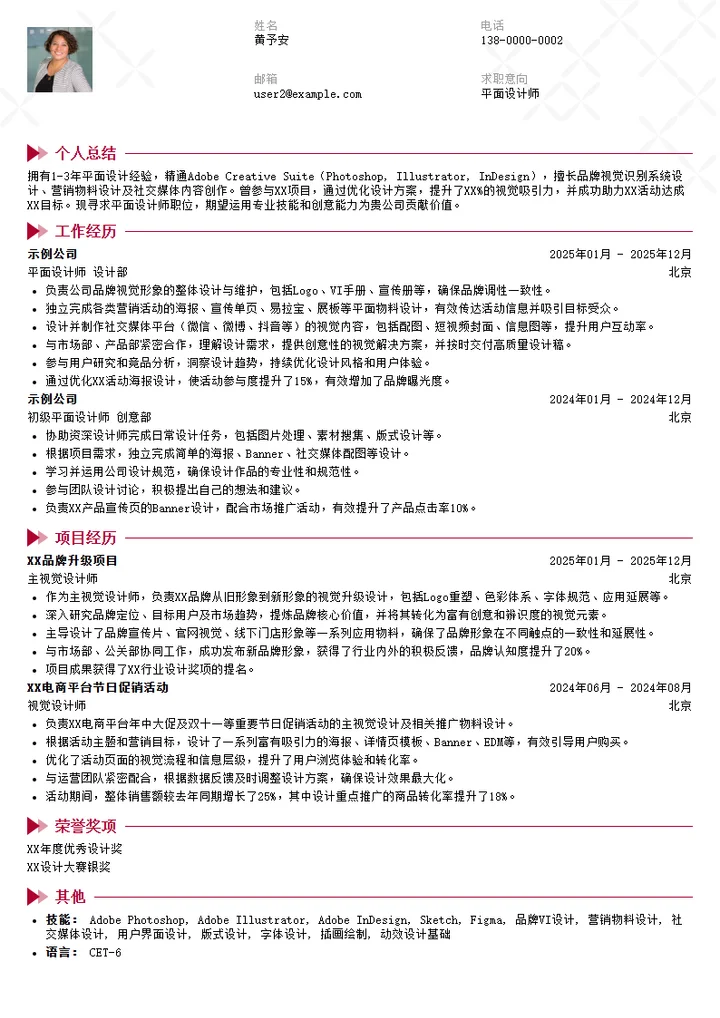 姓名
黄予安
电话
138-0000-0002
邮箱
user2@example.com
求职意向
平面设计师
个人总结
拥有1-3年平面设计经验，精通Adobe Creative Suite（Photoshop, Illustrator, InDesign），擅长品牌视觉识别系统设
计、营销物料设计及社交媒体内容创作。曾参与XX项目，通过优化设计方案，提升了XX%的视觉吸引力，并成功助力XX活动达成
XX目标。现寻求平面设计师职位，期望运用专业技能和创意能力为贵公司贡献价值。
工作经历
示例公司 2025年01月 - 2025年12月
平面设计师 设计部 北京
• 负责公司品牌视觉形象的整体设计与维护，包括Logo、VI手册、宣传册等，确保品牌调性一致性。
• 独立完成各类营销活动的海报、宣传单页、易拉宝、展板等平面物料设计，有效传达活动信息并吸引目标受众。
• 设计并制作社交媒体平台（微信、微博、抖音等）的视觉内容，包括配图、短视频封面、信息图等，提升用户互动率。
• 与市场部、产品部紧密合作，理解设计需求，提供创意性的视觉解决方案，并按时交付高质量设计稿。
• 参与用户研究和竞品分析，洞察设计趋势，持续优化设计风格和用户体验。
• 通过优化XX活动海报设计，使活动参与度提升了15%，有效增加了品牌曝光度。
示例公司 2024年01月 - 2024年12月
初级平面设计师 创意部 北京
• 协助资深设计师完成日常设计任务，包括图片处理、素材搜集、版式设计等。
• 根据项目需求，独立完成简单的海报、Banner、社交媒体配图等设计。
• 学习并运用公司设计规范，确保设计作品的专业性和规范性。
• 参与团队设计讨论，积极提出自己的想法和建议。
• 负责XX产品宣传页的Banner设计，配合市场推广活动，有效提升了产品点击率10%。
项目经历
XX品牌升级项目 2025年01月 - 2025年12月
主视觉设计师 北京
• 作为主视觉设计师，负责XX品牌从旧形象到新形象的视觉升级设计，包括Logo重塑、色彩体系、字体规范、应用延展等。
• 深入研究品牌定位、目标用户及市场趋势，提炼品牌核心价值，并将其转化为富有创意和辨识度的视觉元素。
• 主导设计了品牌宣传片、官网视觉、线下门店形象等一系列应用物料，确保了品牌形象在不同触点的一致性和延展性。
• 与市场部、公关部协同工作，成功发布新品牌形象，获得了行业内外的积极反馈，品牌认知度提升了20%。
• 项目成果获得了XX行业设计奖项的提名。
XX电商平台节日促销活动 2024年06月 - 2024年08月
视觉设计师 北京
• 负责XX电商平台年中大促及双十一等重要节日促销活动的主视觉设计及相关推广物料设计。
• 根据活动主题和营销目标，设计了一系列富有吸引力的海报、详情页模板、Banner、EDM等，有效引导用户购买。
• 优化了活动页面的视觉流程和信息层级，提升了用户浏览体验和转化率。
• 与运营团队紧密配合，根据数据反馈及时调整设计方案，确保设计效果最大化。
• 活动期间，整体销售额较去年同期增长了25%，其中设计重点推广的商品转化率提升了18%。
荣誉奖项
XX年度优秀设计奖
XX设计大赛银奖
其他
• 技能： Adobe Photoshop, Adobe Illustrator, Adobe InDesign, Sketch, Figma, 品牌VI设计, 营销物料设计, 社
交媒体设计, 用户界面设计, 版式设计, 字体设计, 插画绘制, 动效设计基础
• 语言： CET-6